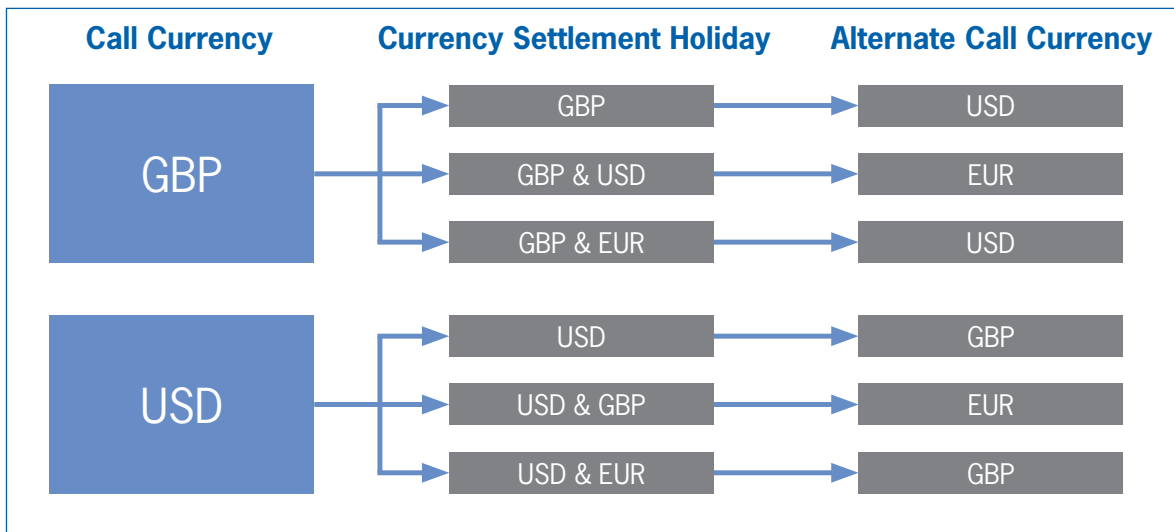 Call Currency
Currency Settlement Holiday
Alternate Call Currency
GBP
GBP
USD
GBP & USD
EUR
GBP & EUR
USD
USD
USD
GBP
USD & GBP
EUR
USD & EUR
GBP